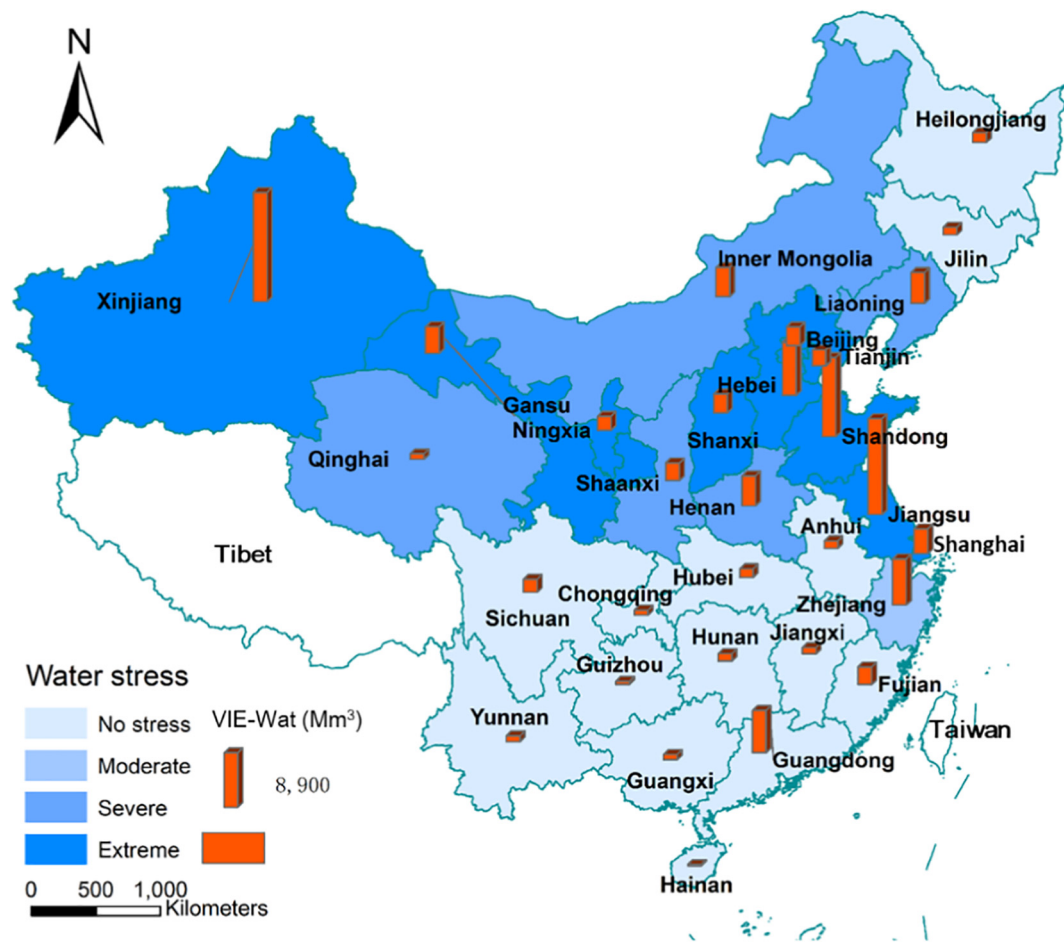 N
Heilongjiang
Jilin
Inner Mongolia
Liaoning
Xinjiang
Beijing
Tianjin
Hebei
Gansu
Ningxia
Shanxi
Shandong
Qinghai
Shaanxi
Henan
Jiangsu
Anhui
Shanghai
Tibet
Hubei
Chongqing
Zhejiang
Sichuan
Hunan
Jiangxi
Guizhou
Fujian
Yunnan
Taiwan
Guangdong
Guangxi
Hainan
Water stress
No stress
Moderate
Severe
Extreme
VIE-Wat (Mm³)
8, 900
0 500 1,000
Kilometers